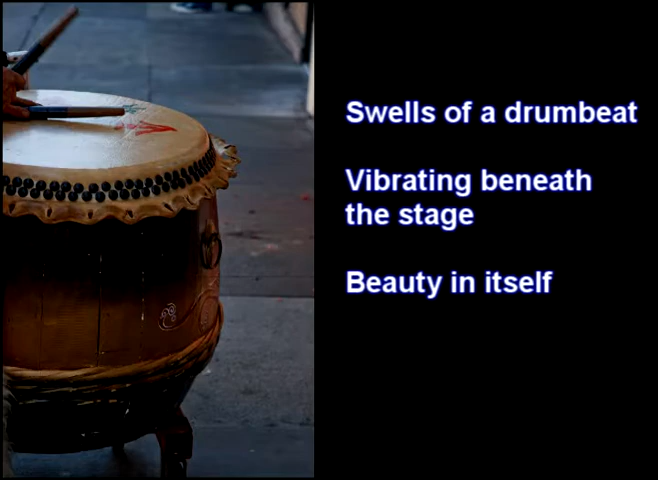 Swells of a drumbeat
Vibrating beneath
the stage
Beauty in itself